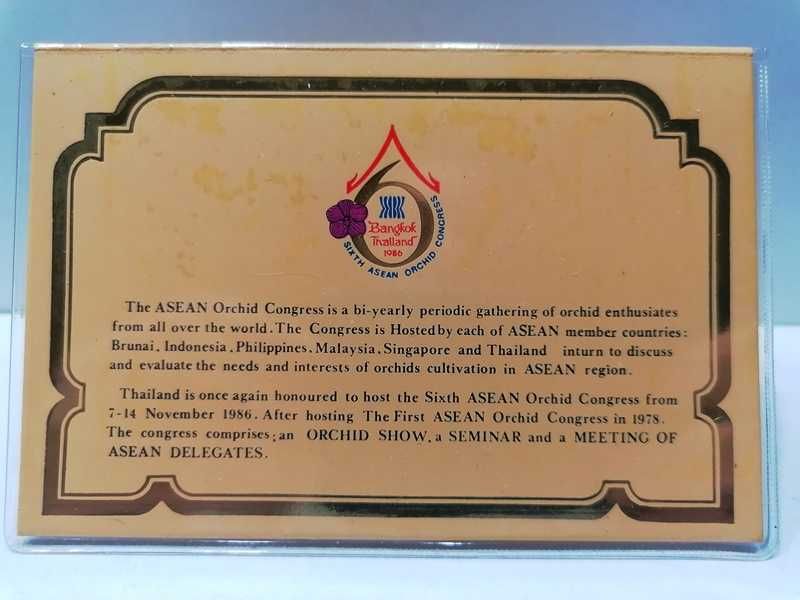 6
Bangkok
Thailand
1986
SIXTH ASEAN ORCHID CONGRESS
The ASEAN Orchid Congress is a bi-yearly periodic gathering of orchid enthusiates
from all over the world. The Congress is Hosted by each of ASEAN member countries:
Brunai, Indonesia, Philippines, Malaysia, Singapore and Thailand inturn to discuss
and evaluate the needs and interests of orchids cultivation in ASEAN region.
Thailand is once again honoured to host the Sixth ASEAN Orchid Congress from
7-14 November 1986. After hosting The First ASEAN Orchid Congress in 1978.
The congress comprises; an ORCHID SHOW, a SEMINAR and a MEETING OF
ASEAN DELEGATES.